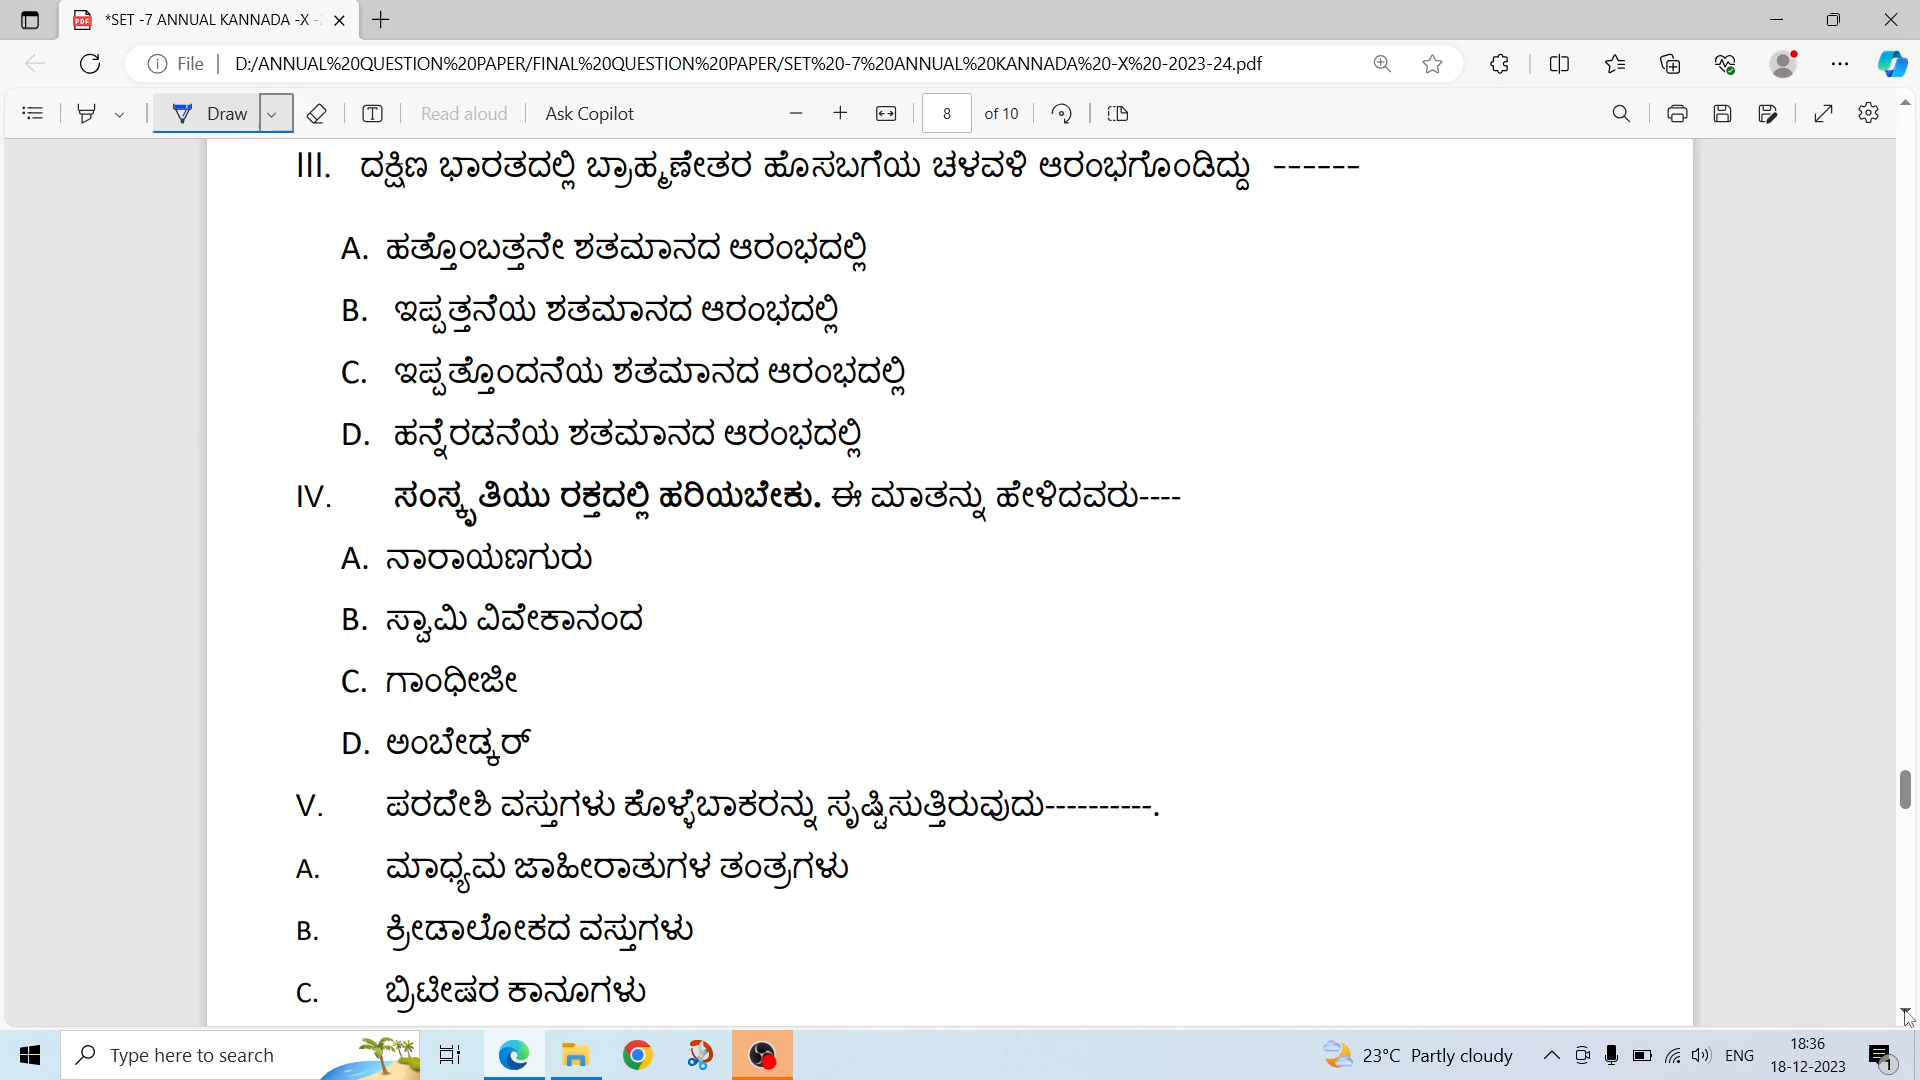 *SET -7 ANNUAL KANNADA -X -2
File
D:/ANNUAL%20QUESTION%20PAPER/FINAL%20QUESTION%20PAPER/SET%20-7%20ANNUAL%20KANNADA%20-X%20-2023-24.pdf
Draw
Read aloud
Ask Copilot
8 of 10
III. ದಕ್ಷಿಣ ಭಾರತದಲ್ಲಿ ಬ್ರಾಹ್ಮಣೇತರ ಹೊಸಬಗೆಯ ಚಳವಳಿ ಆರಂಭಗೊಂಡಿದ್ದು ------
A. ಹತ್ತೊಂಬತ್ತನೇ ಶತಮಾನದ ಆರಂಭದಲ್ಲಿ
B. ಇಪ್ಪತ್ತನೆಯ ಶತಮಾನದ ಆರಂಭದಲ್ಲಿ
C. ಇಪ್ಪತ್ತೊಂದನೆಯ ಶತಮಾನದ ಆರಂಭದಲ್ಲಿ
D. ಹನ್ನೆರಡನೆಯ ಶತಮಾನದ ಆರಂಭದಲ್ಲಿ
IV. ಸಂಸ್ಕೃತಿಯು ರಕ್ತದಲ್ಲಿ ಹರಿಯಬೇಕು. ಈ ಮಾತನ್ನು ಹೇಳಿದವರು----
A. ನಾರಾಯಣಗುರು
B. ಸ್ವಾಮಿ ವಿವೇಕಾನಂದ
C. ಗಾಂಧೀಜೀ
D. ಅಂಬೇಡ್ಕರ್
V. ಪರದೇಶಿ ವಸ್ತುಗಳು ಕೊಳ್ಳೆಬಾಕರನ್ನು ಸೃಷ್ಟಿಸುತ್ತಿರುವುದು----------.
A. ಮಾಧ್ಯಮ ಜಾಹೀರಾತುಗಳ ತಂತ್ರಗಳು
B. ಕ್ರೀಡಾಲೋಕದ ವಸ್ತುಗಳು
C. ಬ್ರಿಟೀಷರ ಕಾನೂಗಳು
Type here to search
23°C Partly cloudy
ENG
18:36
18-12-2023
1